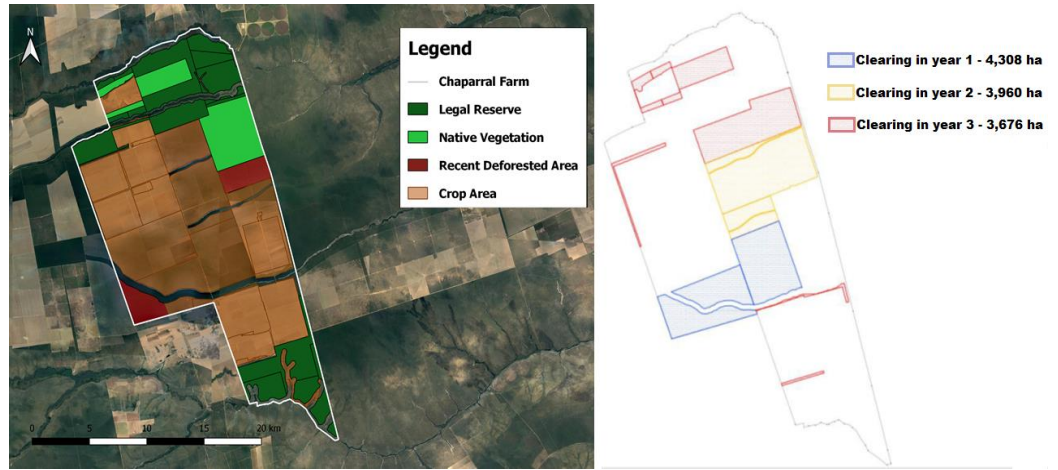 N
Legend
Chaparral Farm
Legal Reserve
Native Vegetation
Recent Deforested Area
Crop Area
0 5 10 15 20 km
Clearing in year 1 - 4,308 ha
Clearing in year 2 - 3,960 ha
Clearing in year 3 - 3,676 ha